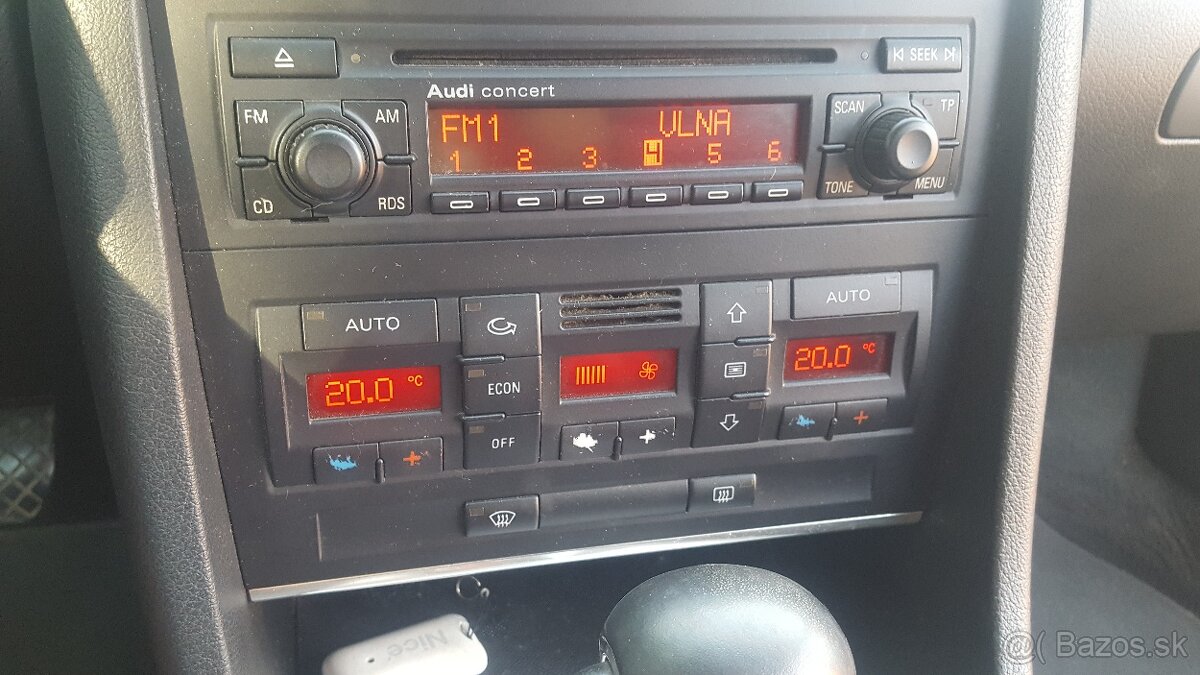 SEEK
Audi concert
FM AM
FM1 VLNA
SCAN TP
1 2 3 5 6
CD RDS
TONE MENU
AUTO AUTO
20.0 °C
20.0 °C
ECON
OFF
Nice
@( Bazos.sk